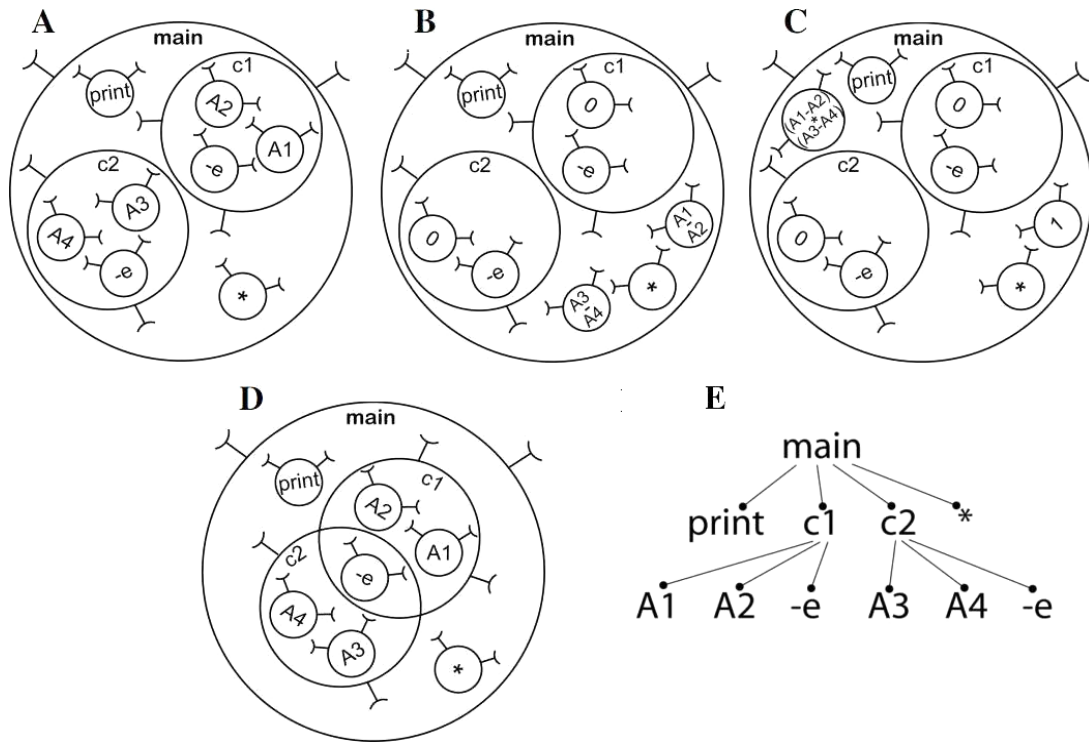 A
main
print
c1
A2
A1
-e
c2
A3
A4
-e
*
B
main
print
c1
0
-e
c2
0
-e
A1
-
A2
*
A3
-
A4
C
main
print
(A1-A2)
*
(A3-A4)
c1
0
-e
c2
0
-e
1
*
D
main
print
c1
A2
A1
c2
-e
A4
A3
*
E
main
print c1 c2 *
A1 A2 -e A3 A4 -e